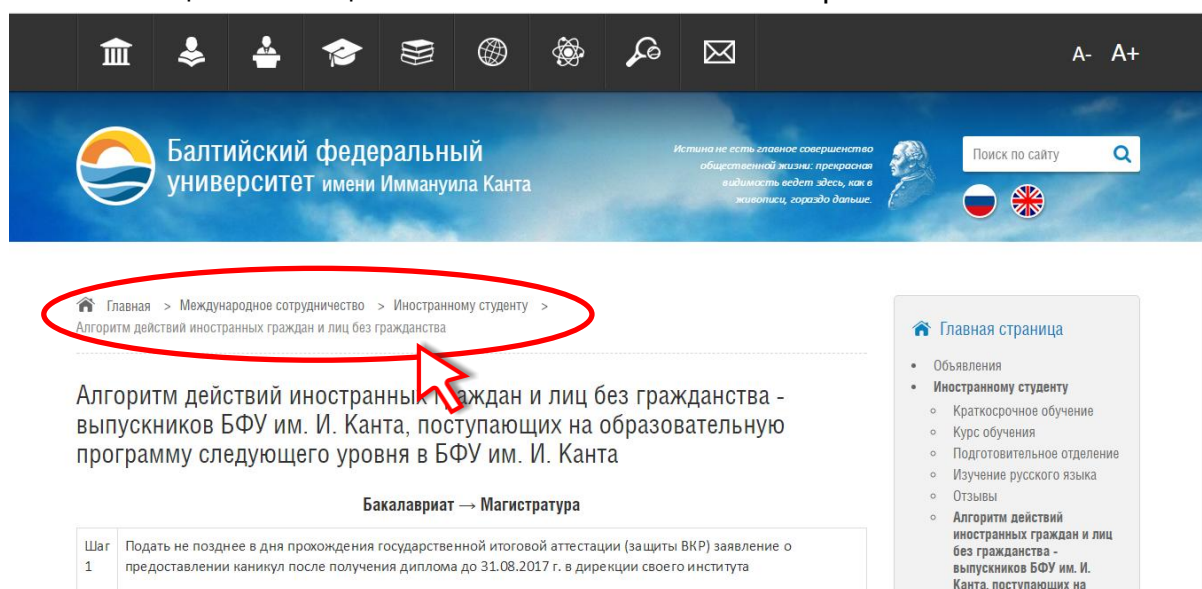 A- A+
Балтийский федеральный
университет имени Иммануила Канта
Истина не есть главное совершенство
общественной жизни: прекрасная
видимость ведет здесь, как в
живописи, гораздо дальше.
Поиск по сайту
Главная > Международное сотрудничество > Иностранному студенту >
Алгоритм действий иностранных граждан и лиц без гражданства
Алгоритм действий иностранных граждан и лиц без гражданства -
выпускников БФУ им. И. Канта, поступающих на образовательную
программу следующего уровня в БФУ им. И. Канта
Бакалавриат → Магистратура
Шаг
1
Подать не позднее в дня прохождения государственной итоговой аттестации (защиты ВКР) заявление о
предоставлении каникул после получения диплома до 31.08.2017 г. в дирекции своего института
Главная страница
• Объявления
• Иностранному студенту
◦ Краткосрочное обучение
◦ Курс обучения
◦ Подготовительное отделение
◦ Изучение русского языка
◦ Отзывы
◦ Алгоритм действий
иностранных граждан и лиц
без гражданства -
выпускников БФУ им. И.
Канта, поступающих на